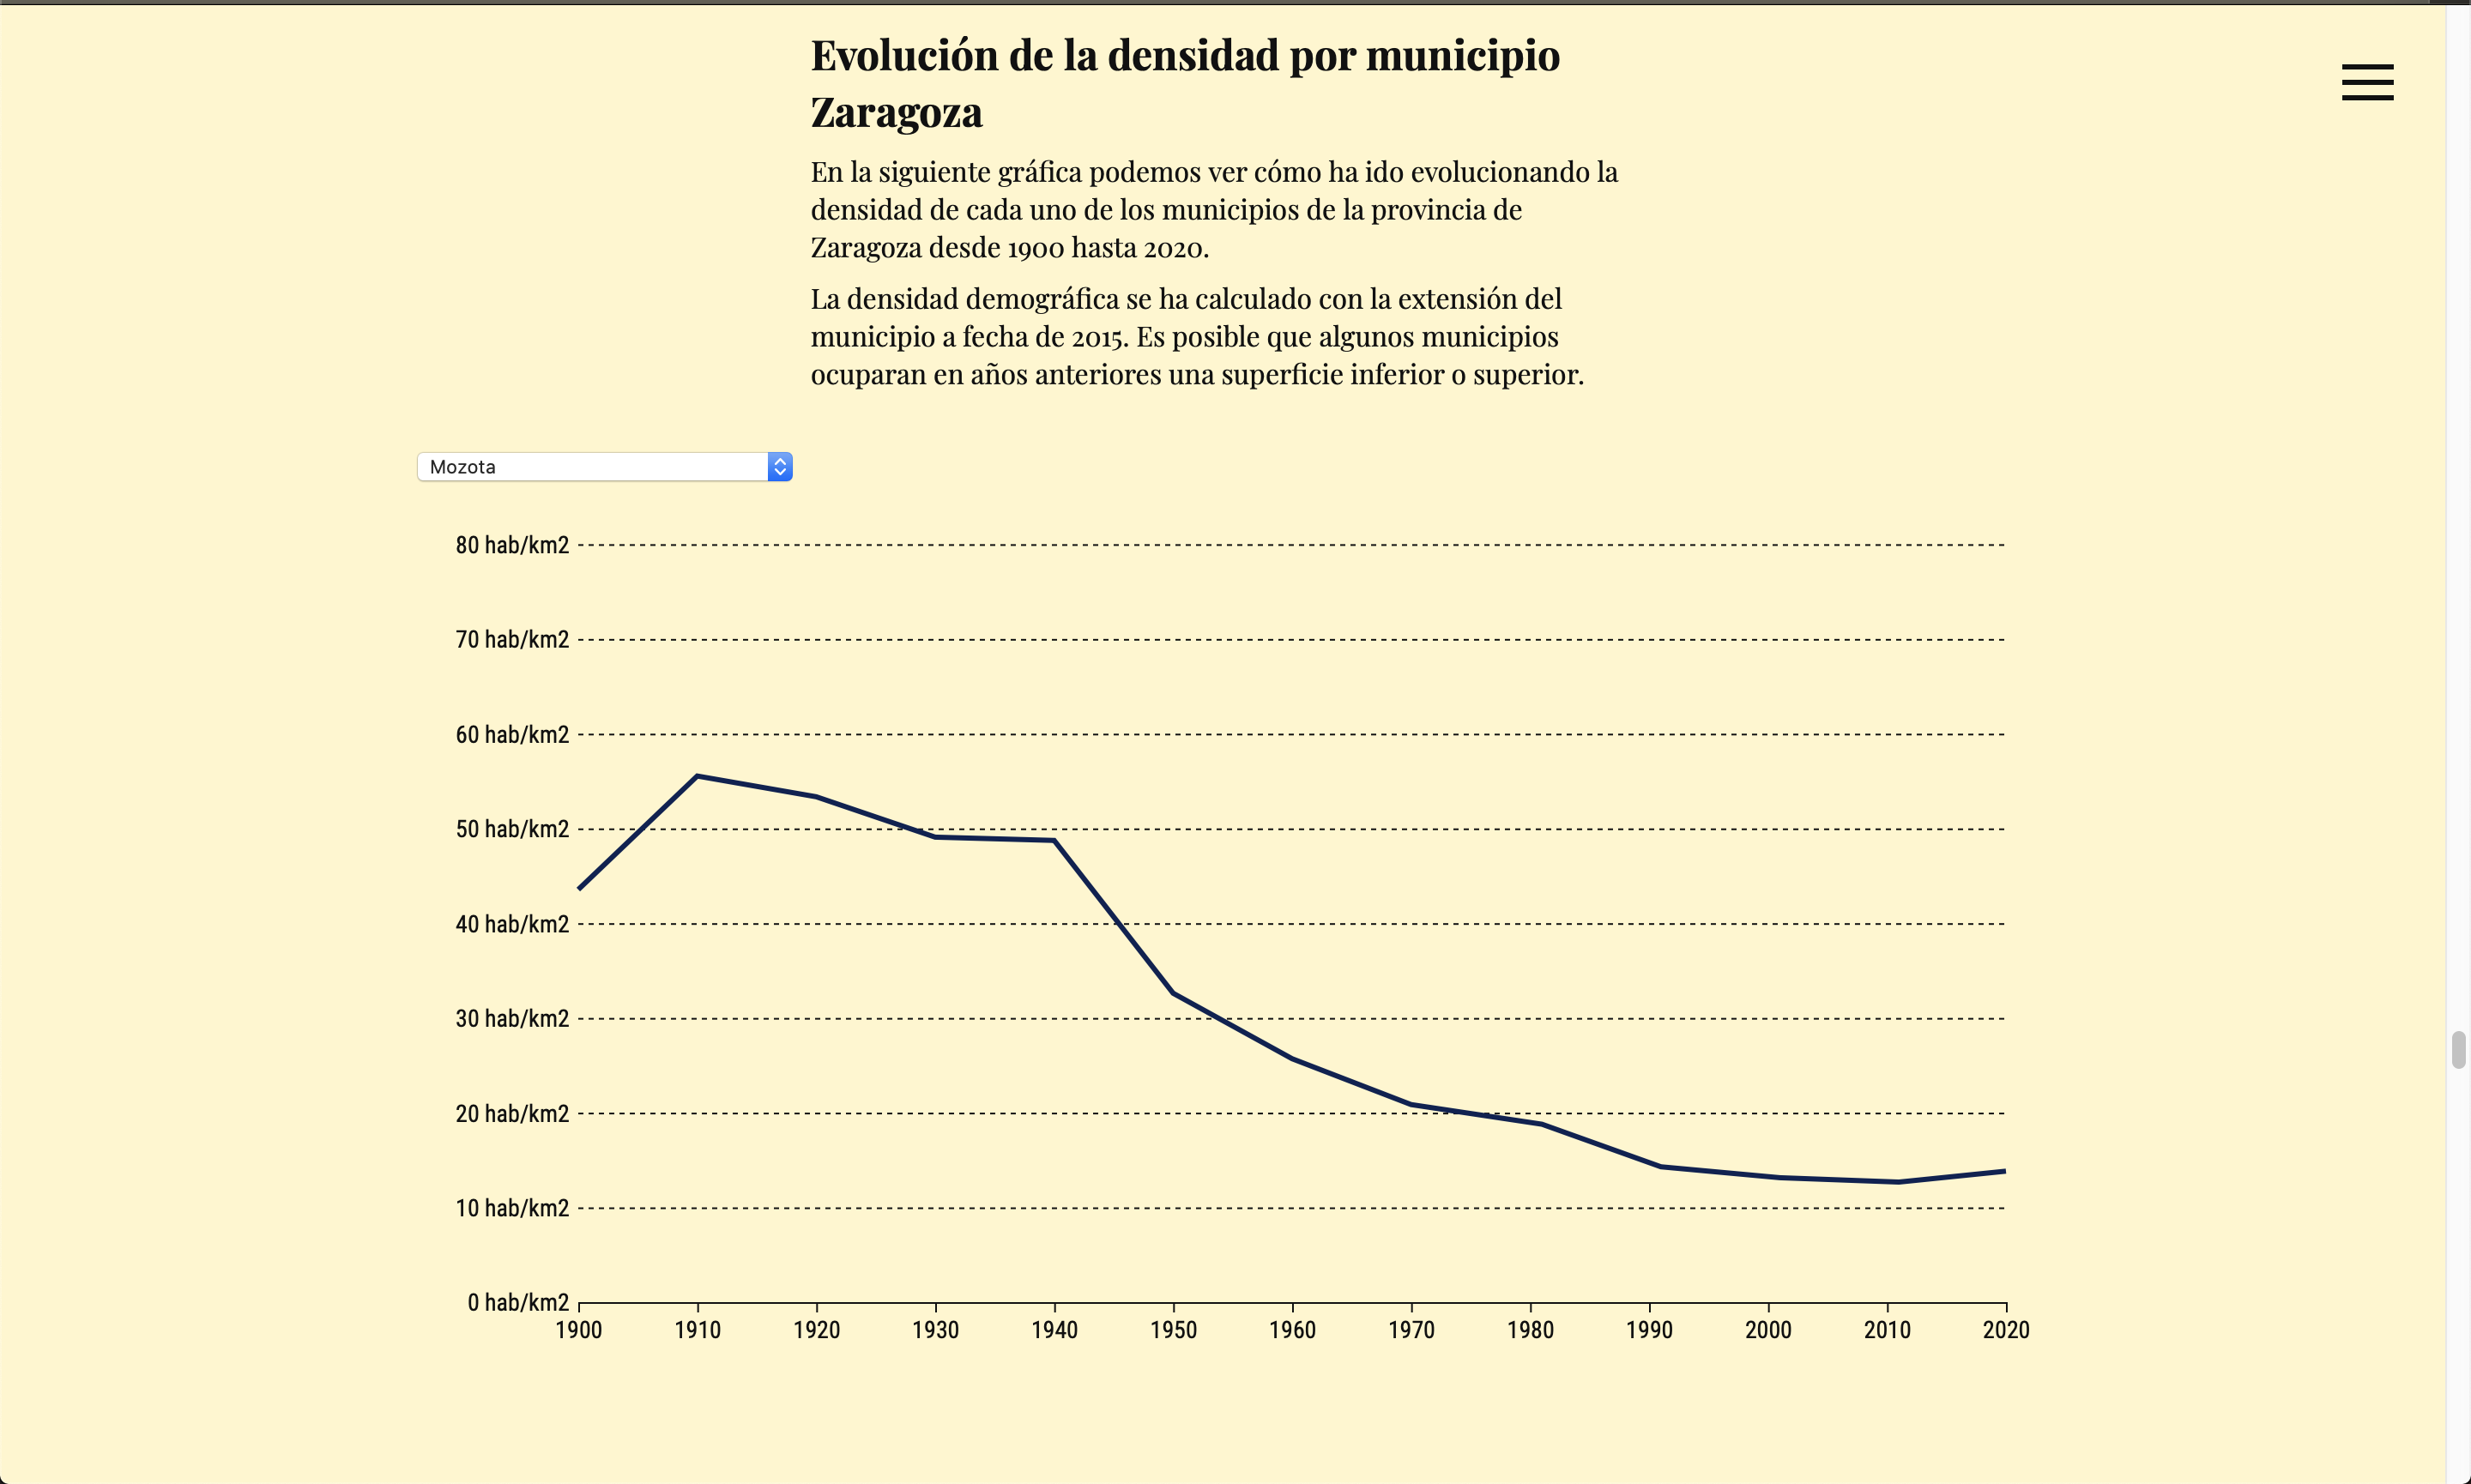 Evolución de la densidad por municipio
Zaragoza
En la siguiente gráfica podemos ver cómo ha ido evolucionando la
densidad de cada uno de los municipios de la provincia de
Zaragoza desde 1900 hasta 2020.
La densidad demográfica se ha calculado con la extensión del
municipio a fecha de 2015. Es posible que algunos municipios
ocuparan en años anteriores una superficie inferior o superior.
Mozota
80 hab/km2
70 hab/km2
60 hab/km2
50 hab/km2
40 hab/km2
30 hab/km2
20 hab/km2
10 hab/km2
0 hab/km2
1900 1910 1920 1930 1940 1950 1960 1970 1980 1990 2000 2010 2020